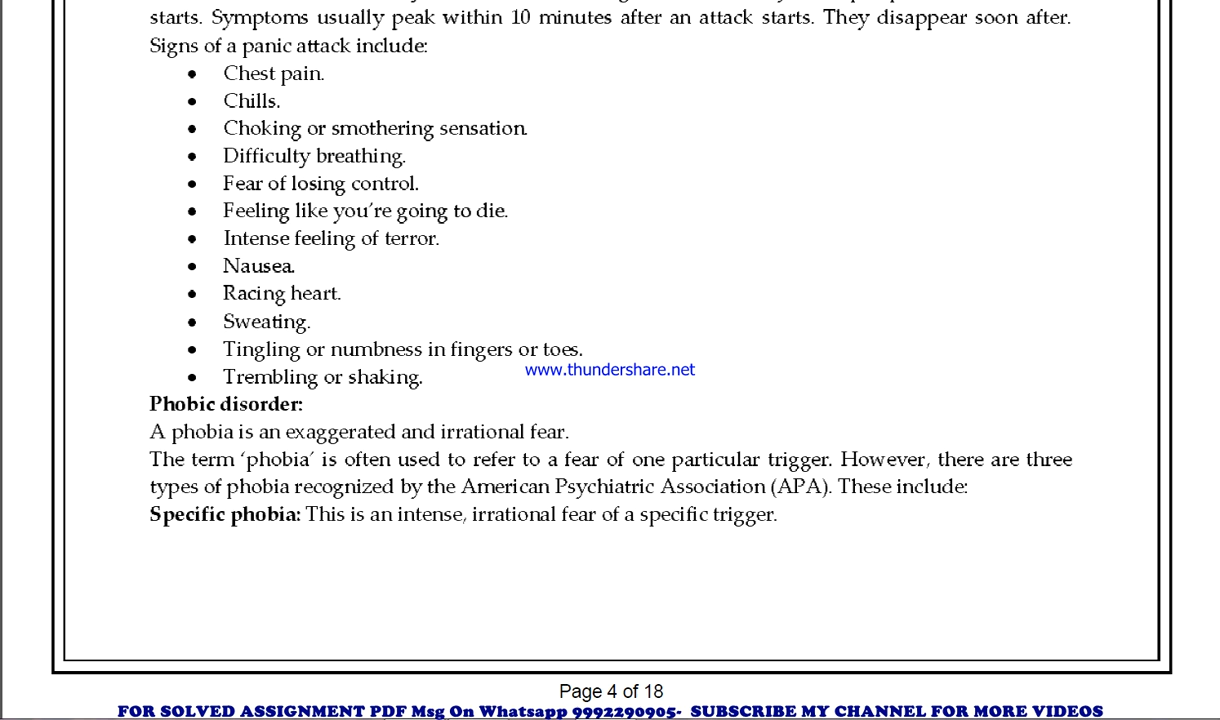 starts. Symptoms usually peak within 10 minutes after an attack starts. They disappear soon after.
Signs of a panic attack include:
• Chest pain.
• Chills.
• Choking or smothering sensation.
• Difficulty breathing.
• Fear of losing control.
• Feeling like you're going to die.
• Intense feeling of terror.
• Nausea.
• Racing heart.
• Sweating.
• Tingling or numbness in fingers or toes.
www.thundershare.net
• Trembling or shaking.
Phobic disorder:
A phobia is an exaggerated and irrational fear.
The term ‘phobia’ is often used to refer to a fear of one particular trigger. However, there are three
types of phobia recognized by the American Psychiatric Association (APA). These include:
Specific phobia: This is an intense, irrational fear of a specific trigger.
Page 4 of 18
FOR SOLVED ASSIGNMENT PDF Msg On Whatsapp 9992290905- SUBSCRIBE MY CHANNEL FOR MORE VIDEOS